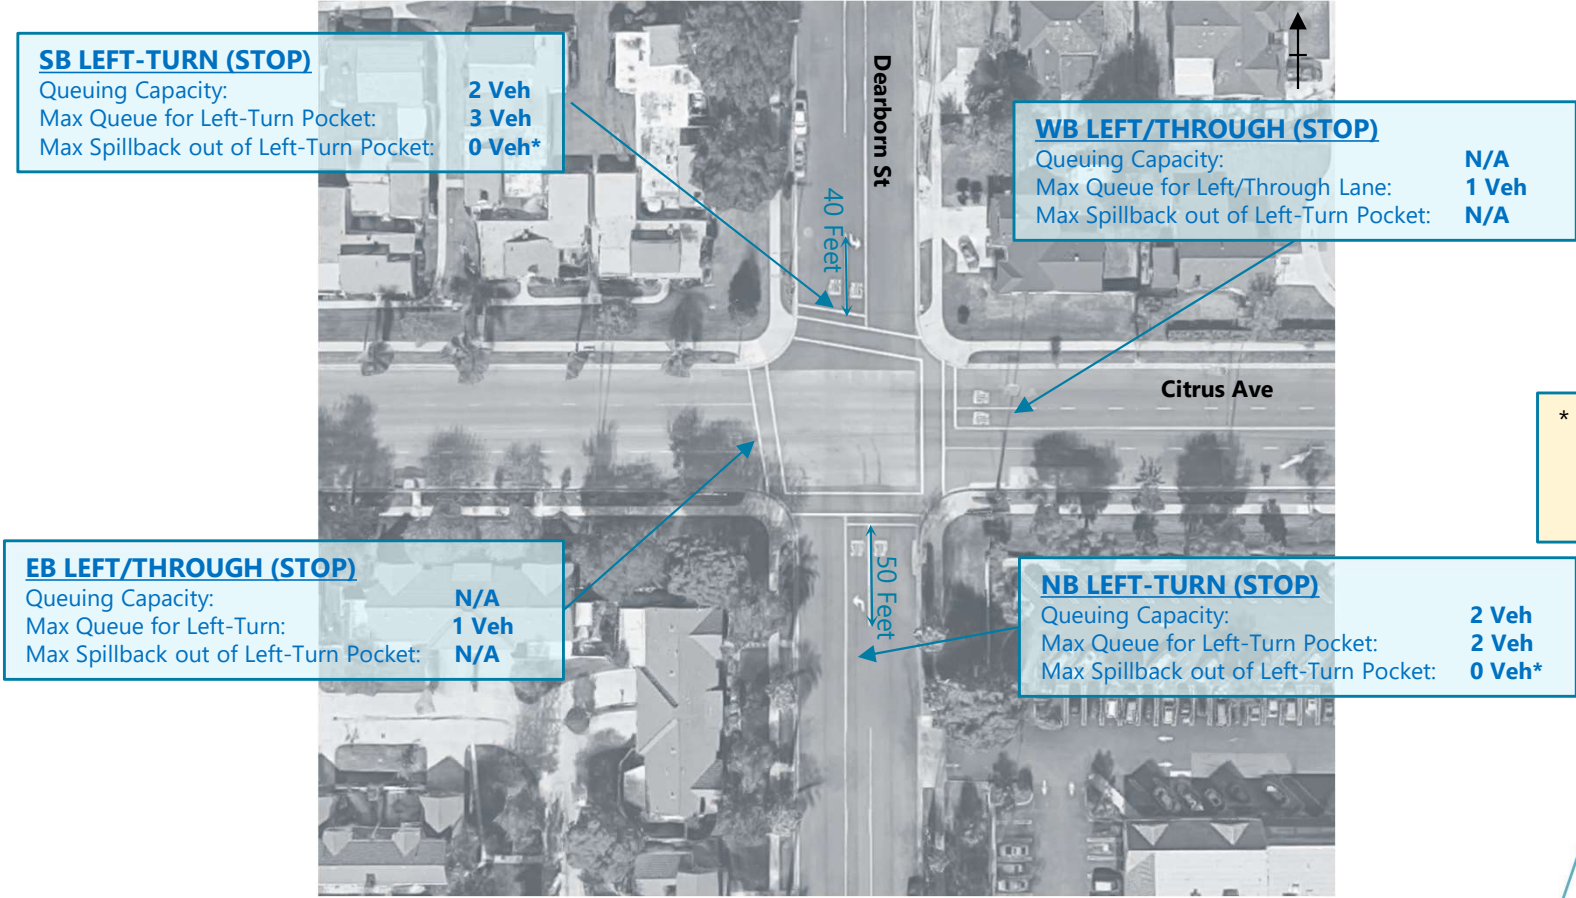 SB LEFT-TURN (STOP)
Queuing Capacity: 2 Veh
Max Queue for Left-Turn Pocket: 3 Veh
Max Spillback out of Left-Turn Pocket: 0 Veh*
Dearborn St
WB LEFT/THROUGH (STOP)
Queuing Capacity: N/A
Max Queue for Left/Through Lane: 1 Veh
Max Spillback out of Left-Turn Pocket: N/A
40 Feet
Citrus Ave
*
EB LEFT/THROUGH (STOP)
Queuing Capacity: N/A
Max Queue for Left-Turn: 1 Veh
Max Spillback out of Left-Turn Pocket: N/A
50 Feet
NB LEFT-TURN (STOP)
Queuing Capacity: 2 Veh
Max Queue for Left-Turn Pocket: 2 Veh
Max Spillback out of Left-Turn Pocket: 0 Veh*